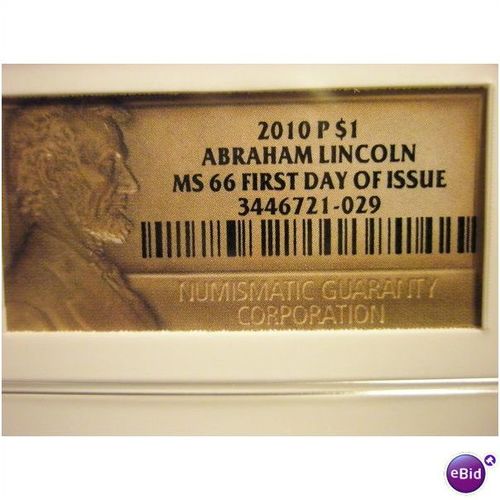 2010 P $1
ABRAHAM LINCOLN
MS 66 FIRST DAY OF ISSUE
3446721-029
NUMISMATIC GUARANTY
CORPORATION
eBid